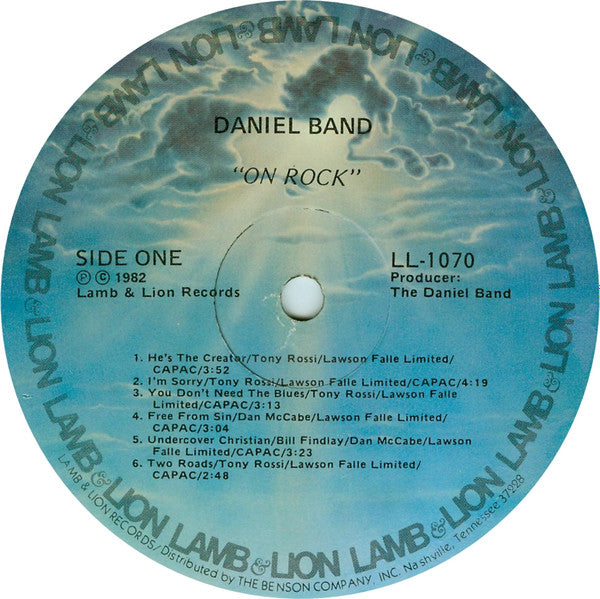 LION LAMB & LION LAMB & LION LAMB & LION LAMB & LION LAMB & LION LAMB & LION LAMB &
DANIEL BAND
"ON ROCK"
SIDE ONE
Ⓟ © 1982
Lamb & Lion Records
LL-1070
Producer:
The Daniel Band
1. He's The Creator/Tony Rossi/Lawson Falle Limited/
CAPAC/3:52
2. I'm Sorry/Tony Rossi/Lawson Falle Limited/CAPAC/4:19
3. You Don't Need The Blues/Tony Rossi/Lawson Falle
Limited/CAPAC/3:13
4. Free From Sin/Dan McCabe/Lawson Falle Limited/
CAPAC/3:04
5. Undercover Christian/Bill Findlay/Dan McCabe/Lawson
Falle Limited/CAPAC/3:23
6. Two Roads/Tony Rossi/Lawson Falle Limited/
CAPAC/2:48
LAMB & LION RECORDS/Distributed by THE BENSON COMPANY, INC. Nashville, Tennessee 37228